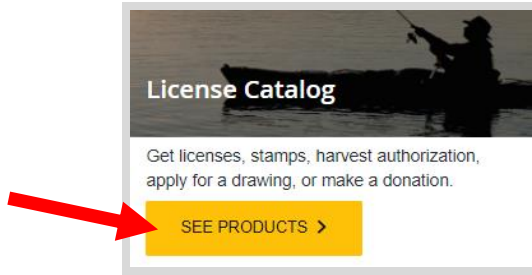 License Catalog
Get licenses, stamps, harvest authorization,
apply for a drawing, or make a donation.
SEE PRODUCTS >